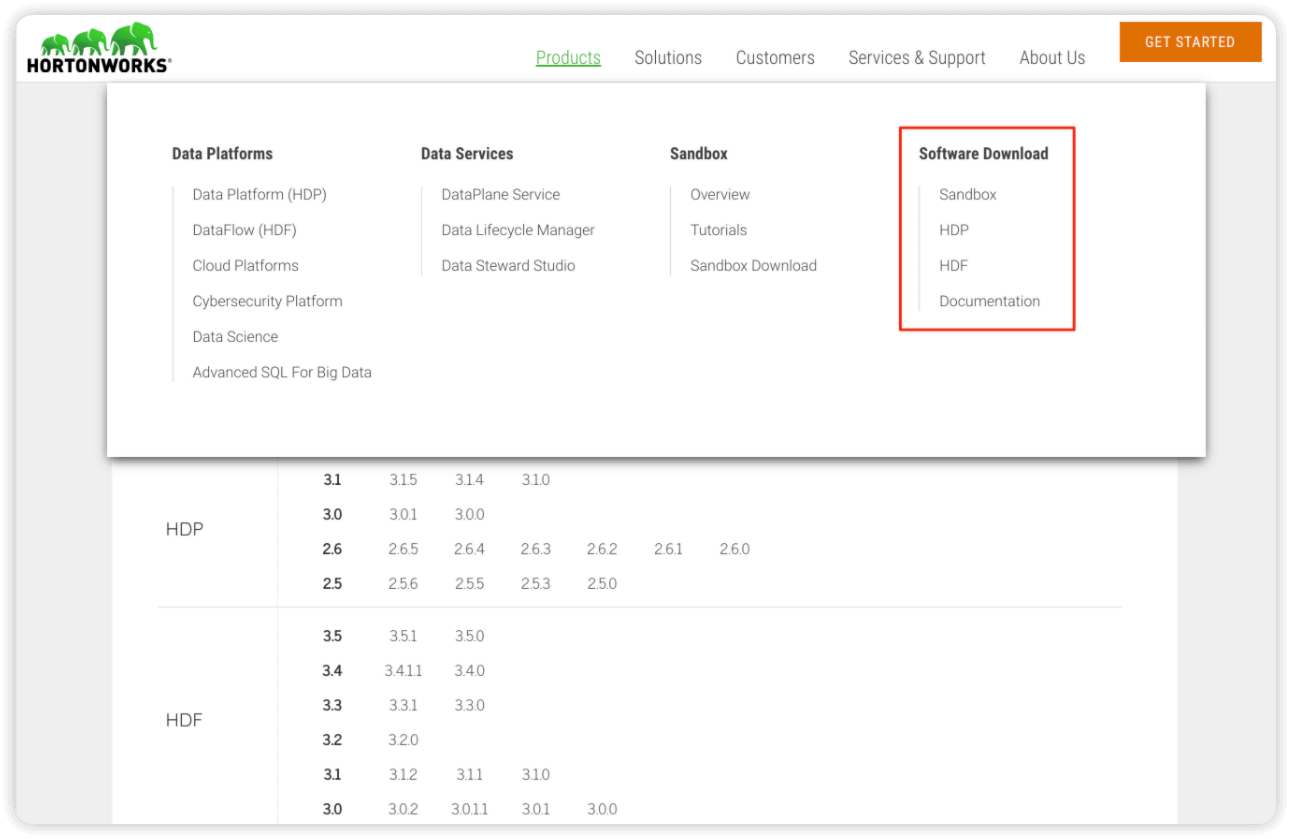 HORTONWORKS®
Products Solutions Customers Services & Support About Us GET STARTED
Data Platforms
Data Platform (HDP)
DataFlow (HDF)
Cloud Platforms
Cybersecurity Platform
Data Science
Advanced SQL For Big Data
Data Services
DataPlane Service
Data Lifecycle Manager
Data Steward Studio
Sandbox
Overview
Tutorials
Sandbox Download
Software Download
Sandbox
HDP
HDF
Documentation
HDP
3.1 3.1.5 3.1.4 3.1.0
3.0 3.0.1 3.0.0
2.6 2.6.5 2.6.4 2.6.3 2.6.2 2.6.1 2.6.0
2.5 2.5.6 2.5.5 2.5.3 2.5.0
HDF
3.5 3.5.1 3.5.0
3.4 3.4.1.1 3.4.0
3.3 3.3.1 3.3.0
3.2 3.2.0
3.1 3.1.2 3.1.1 3.1.0
3.0 3.0.2 3.0.1.1 3.0.1 3.0.0